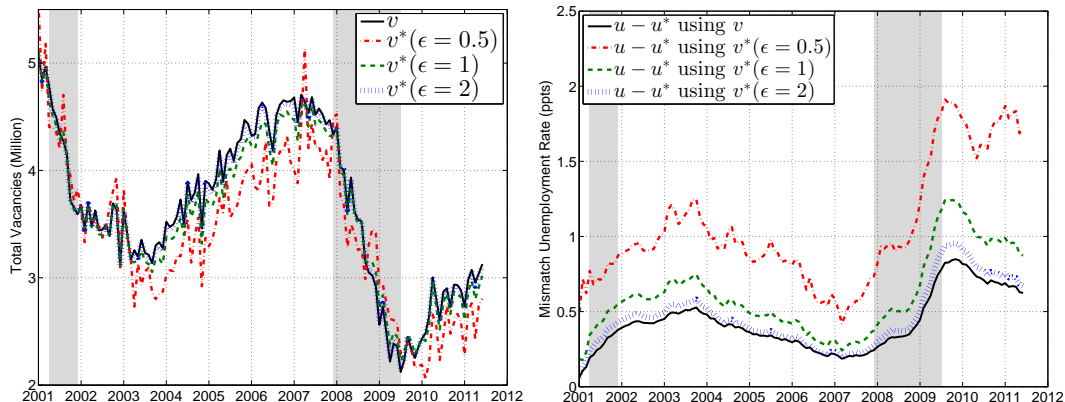 Total Vacancies (Million)
5
4
3
2
v
v*(ϵ = 0.5)
v*(ϵ = 1)
v*(ϵ = 2)
2001 2002 2003 2004 2005 2006 2007 2008 2009 2010 2011 2012
Mismatch Unemployment Rate (ppts)
2.5
2
1.5
1
0.5
0
u − u* using v
u − u* using v*(ϵ = 0.5)
u − u* using v*(ϵ = 1)
u − u* using v*(ϵ = 2)
2001 2002 2003 2004 2005 2006 2007 2008 2009 2010 2011 2012